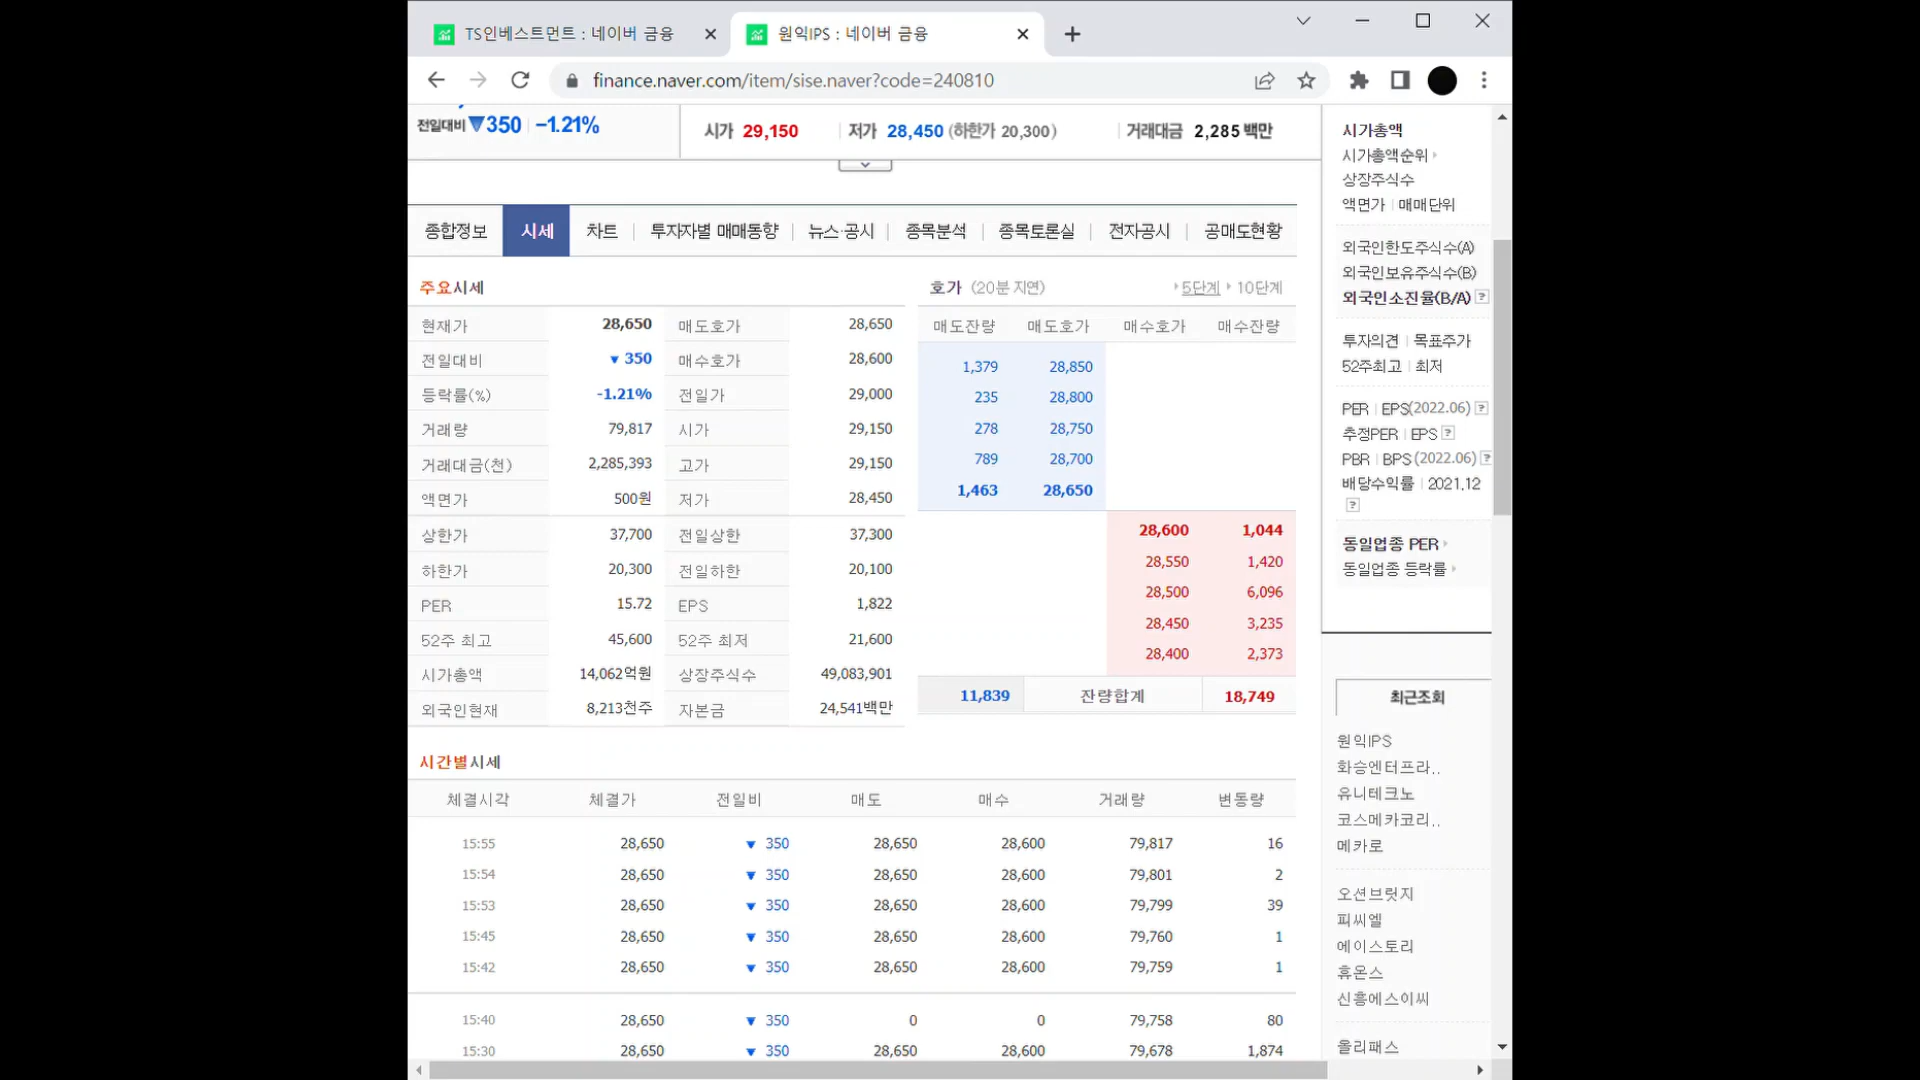 TS인베스트먼트 : 네이버 금융
원익IPS : 네이버 금융
finance.naver.com/item/sise.naver?code=240810
전일대비 ▼350 | -1.21%
시가 29,150
저가 28,450 (하한가 20,300)
거래대금 2,285 백만
종합정보 시세 차트 투자자별 매매동향 뉴스·공시 종목분석 종목토론실 전자공시 공매도현황
주요시세
현재가 28,650 매도호가 28,650
전일대비 ▼ 350 매수호가 28,600
등락률(%) -1.21% 전일가 29,000
거래량 79,817 시가 29,150
거래대금(천) 2,285,393 고가 29,150
액면가 500원 저가 28,450
상한가 37,700 전일상한 37,300
하한가 20,300 전일하한 20,100
PER 15.72 EPS 1,822
52주 최고 45,600 52주 최저 21,600
시가총액 14,062억원 상장주식수 49,083,901
외국인현재 8,213천주 자본금 24,541백만
호가 (20분 지연) 5단계 10단계
매도잔량 매도호가 매수호가 매수잔량
1,379 28,850
235 28,800
278 28,750
789 28,700
1,463 28,650
28,600 1,044
28,550 1,420
28,500 6,096
28,450 3,235
28,400 2,373
11,839 잔량합계 18,749
시간별시세
체결시각 체결가 전일비 매도 매수 거래량 변동량
15:55 28,650 ▼ 350 28,650 28,600 79,817 16
15:54 28,650 ▼ 350 28,650 28,600 79,801 2
15:53 28,650 ▼ 350 28,650 28,600 79,799 39
15:45 28,650 ▼ 350 28,650 28,600 79,760 1
15:42 28,650 ▼ 350 28,650 28,600 79,759 1
15:40 28,650 ▼ 350 0 0 79,758 80
15:30 28,650 ▼ 350 28,650 28,600 79,678 1,874
시가총액
시가총액순위
상장주식수
액면가 | 매매단위
외국인한도주식수(A)
외국인보유주식수(B)
외국인소진율(B/A) ?
투자의견 | 목표주가
52주최고 | 최저
PER | EPS(2022.06) ?
추정PER | EPS ?
PBR | BPS(2022.06) ?
배당수익률 | 2021.12
?
동일업종 PER
동일업종 등락률
최근조회
원익IPS
화승엔터프라..
유니테크노
코스메카코리..
메카로
오션브릿지
피씨엘
에이스토리
휴온스
신흥에스이씨
올리패스